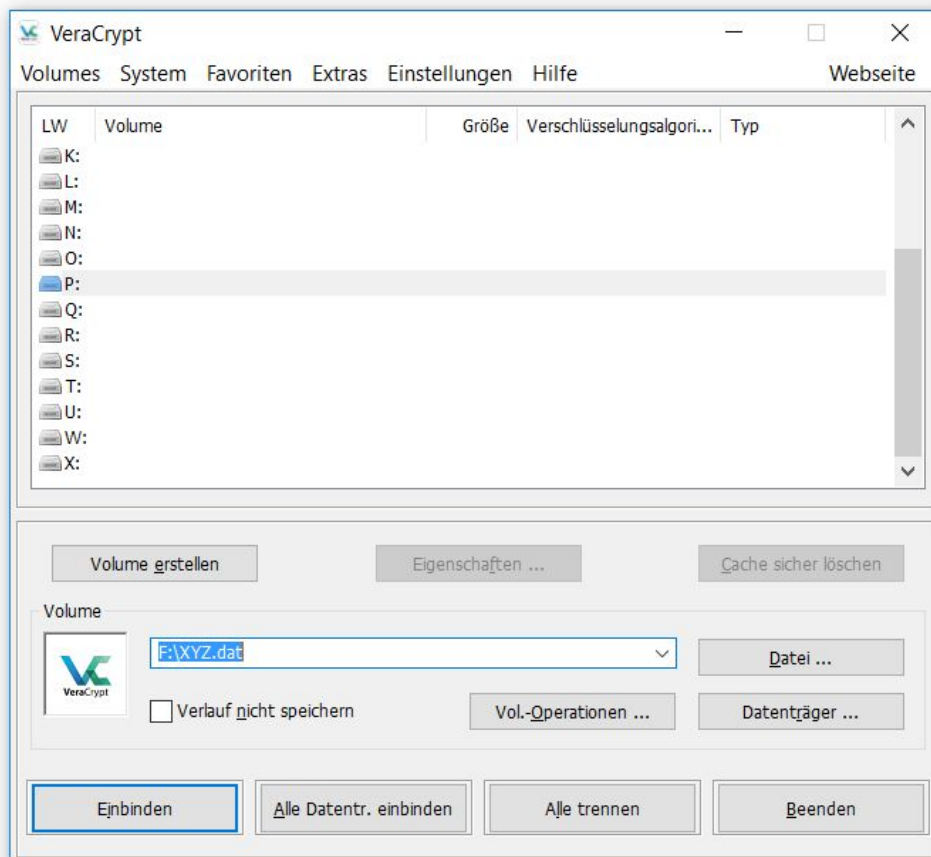 VeraCrypt
Volumes System Favoriten Extras Einstellungen Hilfe Webseite
LW Volume Größe Verschlüsselungsalgori... Typ
K:
L:
M:
N:
O:
P:
Q:
R:
S:
T:
U:
W:
X:
Volume erstellen Eigenschaften ... Cache sicher löschen
Volume
F:\XYZ.dat Datei ...
VeraCrypt
Verlauf nicht speichern Vol.-Operationen ... Datenträger ...
Einbinden Alle Datentr. einbinden Alle trennen Beenden